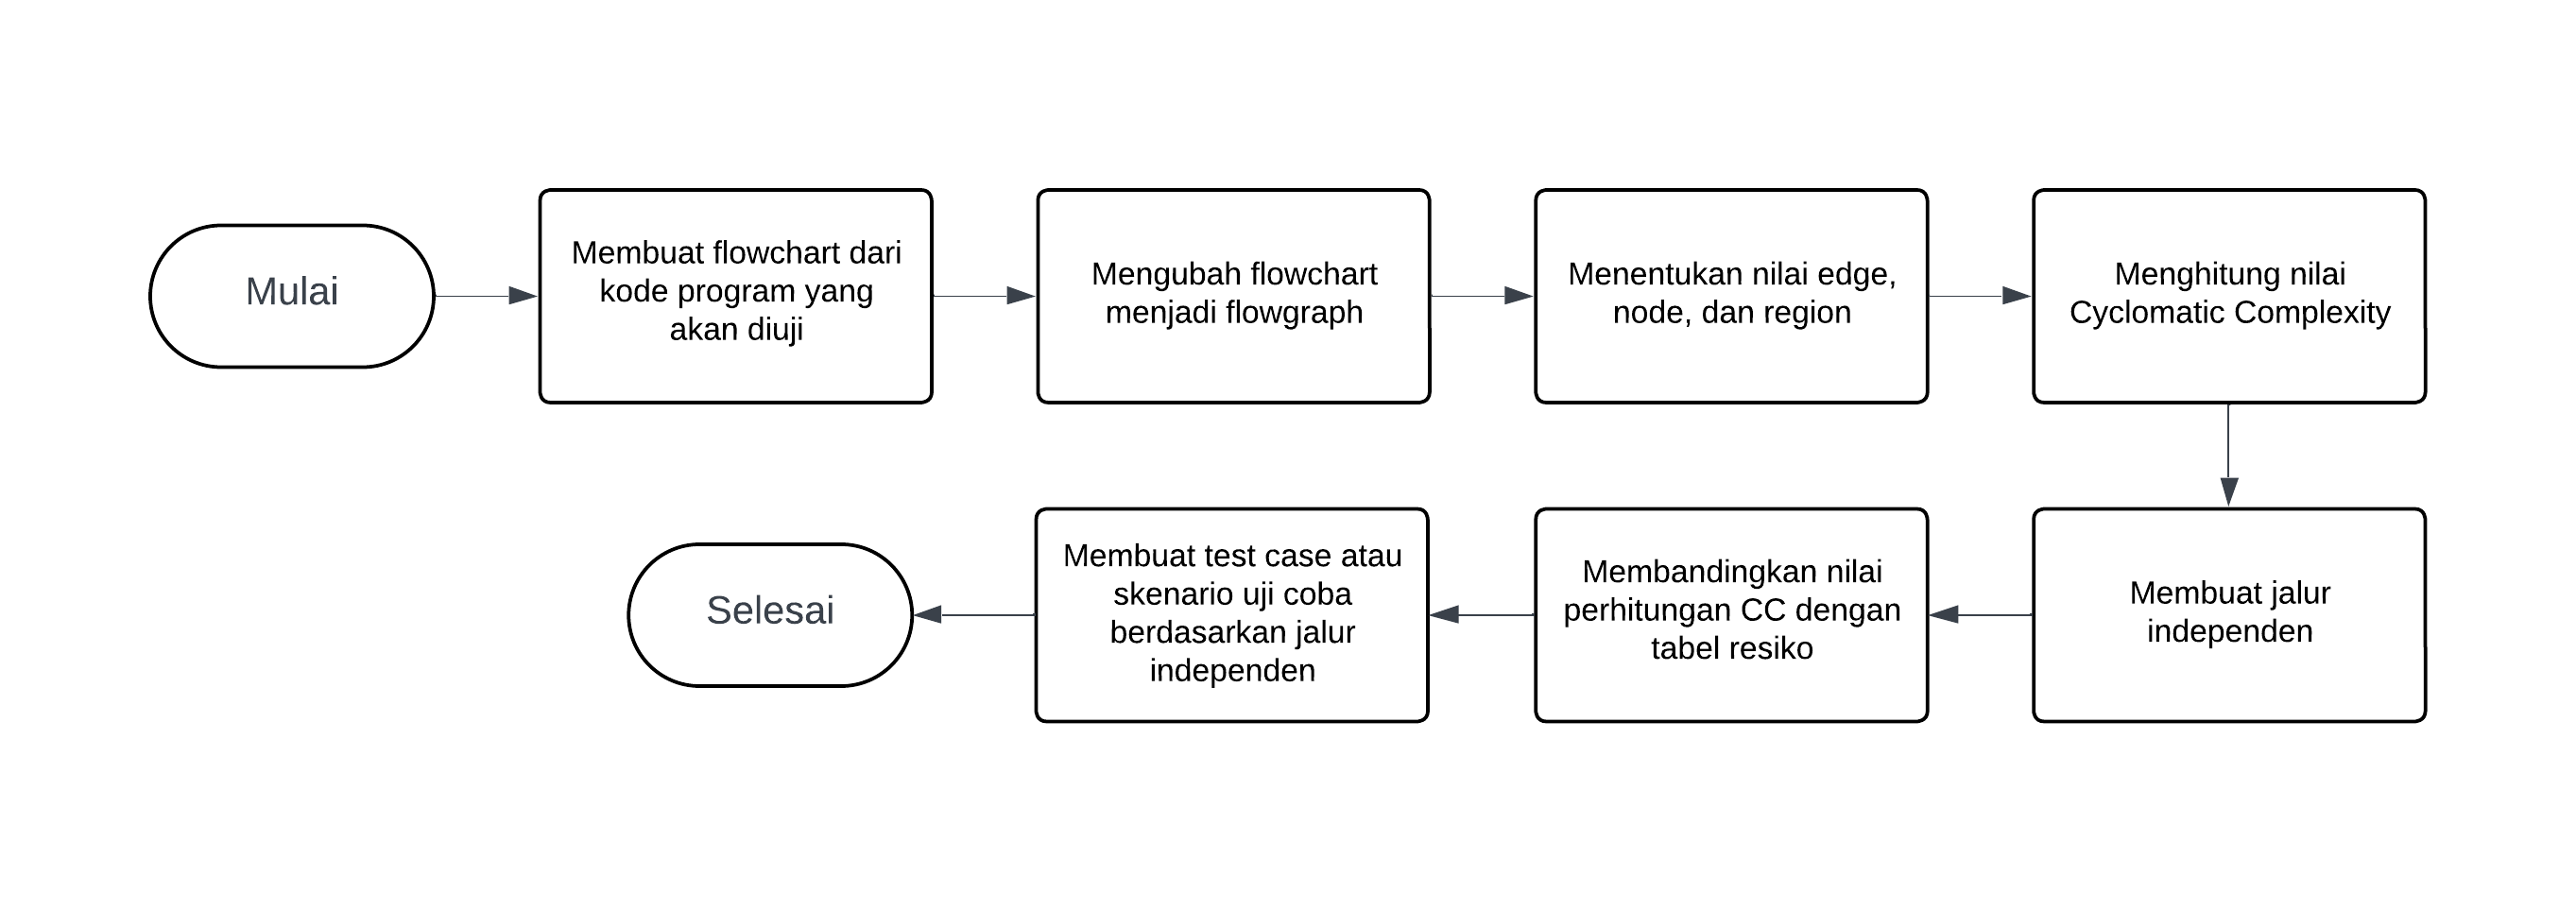 Mulai
Membuat flowchart dari
kode program yang
akan diuji
Mengubah flowchart
menjadi flowgraph
Menentukan nilai edge,
node, dan region
Menghitung nilai
Cyclomatic Complexity
Membuat jalur
independen
Membandingkan nilai
perhitungan CC dengan
tabel resiko
Membuat test case atau
skenario uji coba
berdasarkan jalur
independen
Selesai